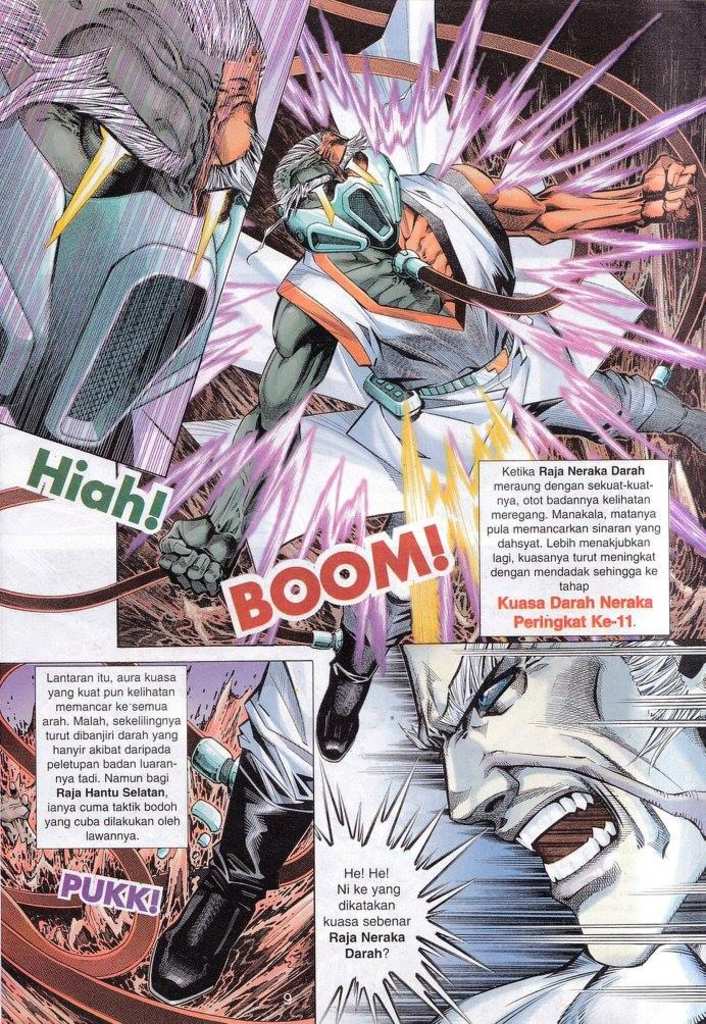 Hiah!
BOOM!
Ketika Raja Neraka Darah
meraung dengan sekuat-kuat-
nya, otot badannya kelihatan
meregang. Manakala, matanya
pula memancarkan sinaran yang
dahsyat. Lebih menakjubkan
lagi, kuasanya turut meningkat
dengan mendadak sehingga ke
tahap
Kuasa Darah Neraka
Peringkat Ke-11.
Lantaran itu, aura kuasa
yang kuat pun kelihatan
memancar ke semua
arah. Malah, sekelilingnya
turut dibanjiri darah yang
hanyir akibat daripada
peletupan badan luaran-
nya tadi. Namun bagi
Raja Hantu Selatan,
ianya cuma taktik bodoh
yang cuba dilakukan oleh
lawannya.
PUKK!
He! He!
Ni ke yang
dikatakan
kuasa sebenar
Raja Neraka
Darah?
9